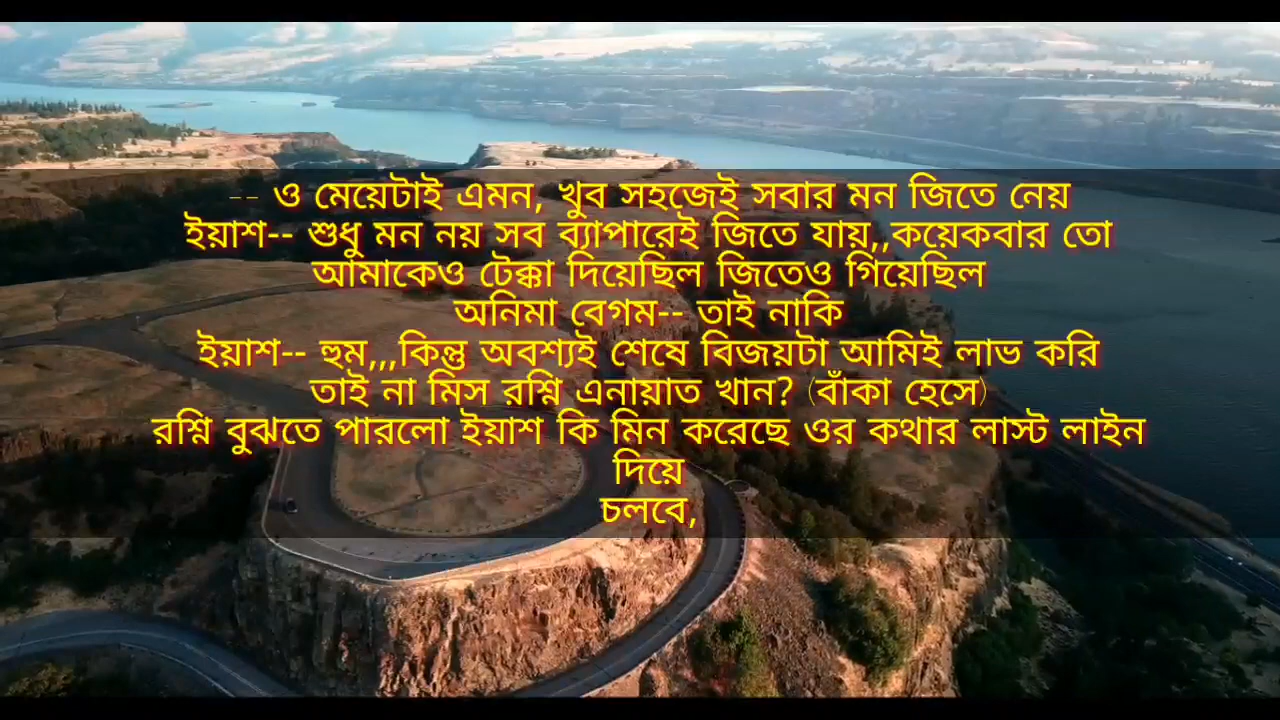 -- ও মেয়েটাই এমন, খুব সহজেই সবার মন জিতে নেয়
ইয়াশ-- শুধু মন নয় সব ব্যাপারেই জিতে যায়,,কয়েকবার তো
আমাকেও টেক্কা দিয়েছিল জিতেও গিয়েছিল
অনিমা বেগম-- তাই নাকি
ইয়াশ-- হুম,,,কিন্তু অবশ্যই শেষে বিজয়টা আমিই লাভ করি
তাই না মিস রশ্নি এনায়াত খান? (বাঁকা হেসে)
রশ্নি বুঝতে পারলো ইয়াশ কি মিন করেছে ওর কথার লাস্ট লাইন
দিয়ে
চলবে,